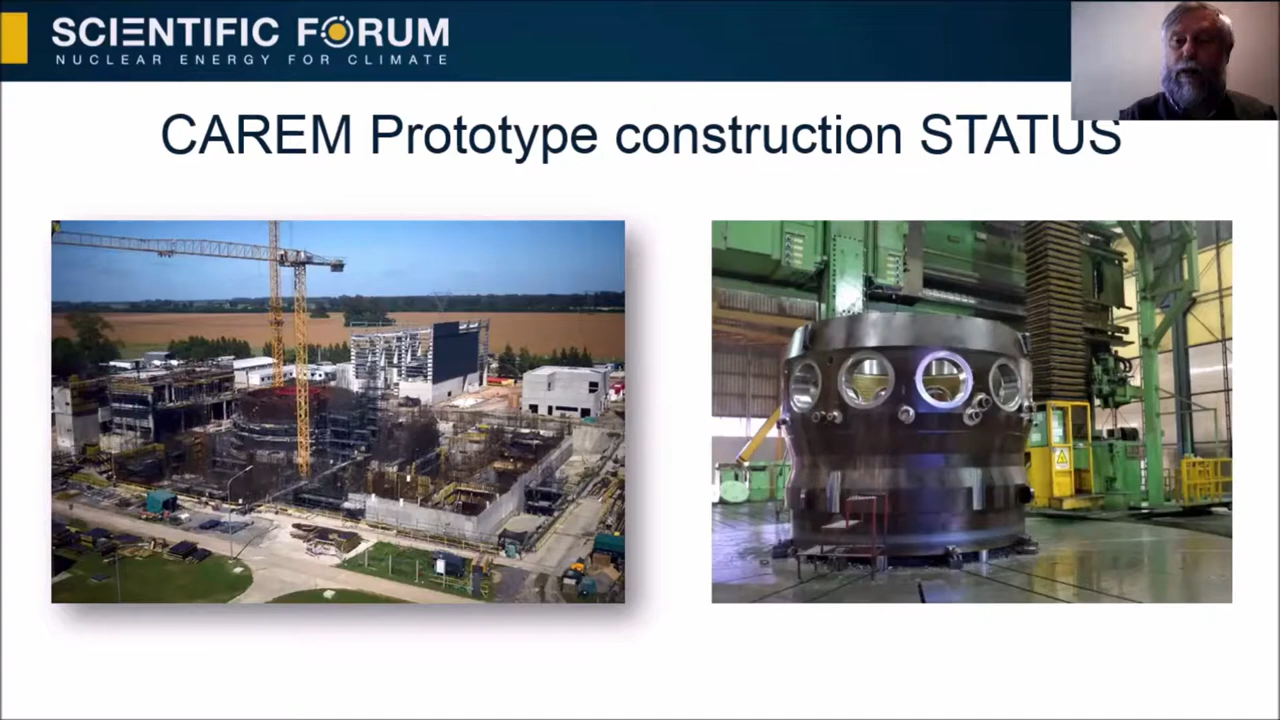 SCIENTIFIC FORUM
NUCLEAR ENERGY FOR CLIMATE
CAREM Prototype construction STATUS